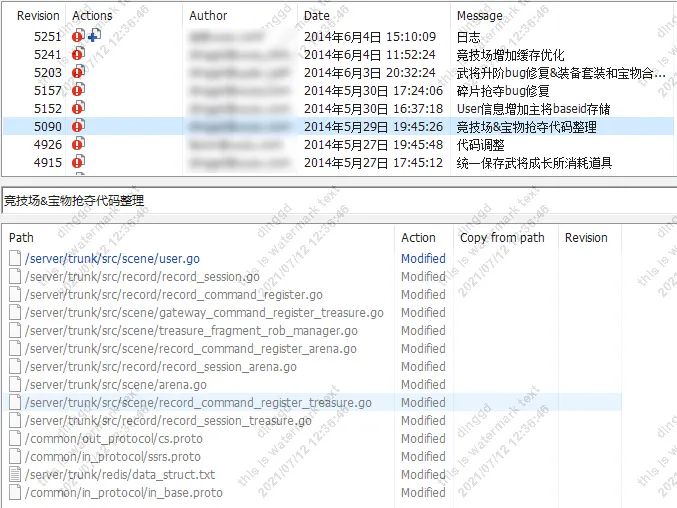 Revision Actions Author Date Message
5251 2014年6月4日 15:10:09 日志
5241 2014年6月4日 11:52:24 竞技场增加缓存优化
5203 2014年6月3日 20:32:24 武将升阶bug修复&装备套装和宝物合...
5157 2014年5月30日 17:24:06 碎片抢夺bug修复
5152 2014年5月30日 16:37:18 User信息增加主将baseid存储
5090 2014年5月29日 19:45:26 竞技场&宝物抢夺代码整理
4926 2014年5月27日 19:45:48 代码调整
4915 2014年5月27日 17:45:12 统一保存武将成长所消耗道具
竞技场&宝物抢夺代码整理
Path Action Copy from path Revision
/server/trunk/src/scene/user.go Modified
/server/trunk/src/record/record_session.go Modified
/server/trunk/src/record/record_command_register.go Modified
/server/trunk/src/scene/gateway_command_register_treasure.go Modified
/server/trunk/src/scene/treasure_fragment_rob_manager.go Modified
/server/trunk/src/scene/record_command_register_arena.go Modified
/server/trunk/src/record/record_session_arena.go Modified
/server/trunk/src/scene/arena.go Modified
/server/trunk/src/scene/record_command_register_treasure.go Modified
/server/trunk/src/record/record_session_treasure.go Modified
/common/out_protocol/cs.proto Modified
/common/in_protocol/ssrs.proto Modified
/server/trunk/redis/data_struct.txt Modified
/common/in_protocol/in_base.proto Modified
dinggd
this is watermark text
2021/07/12 12:36:46